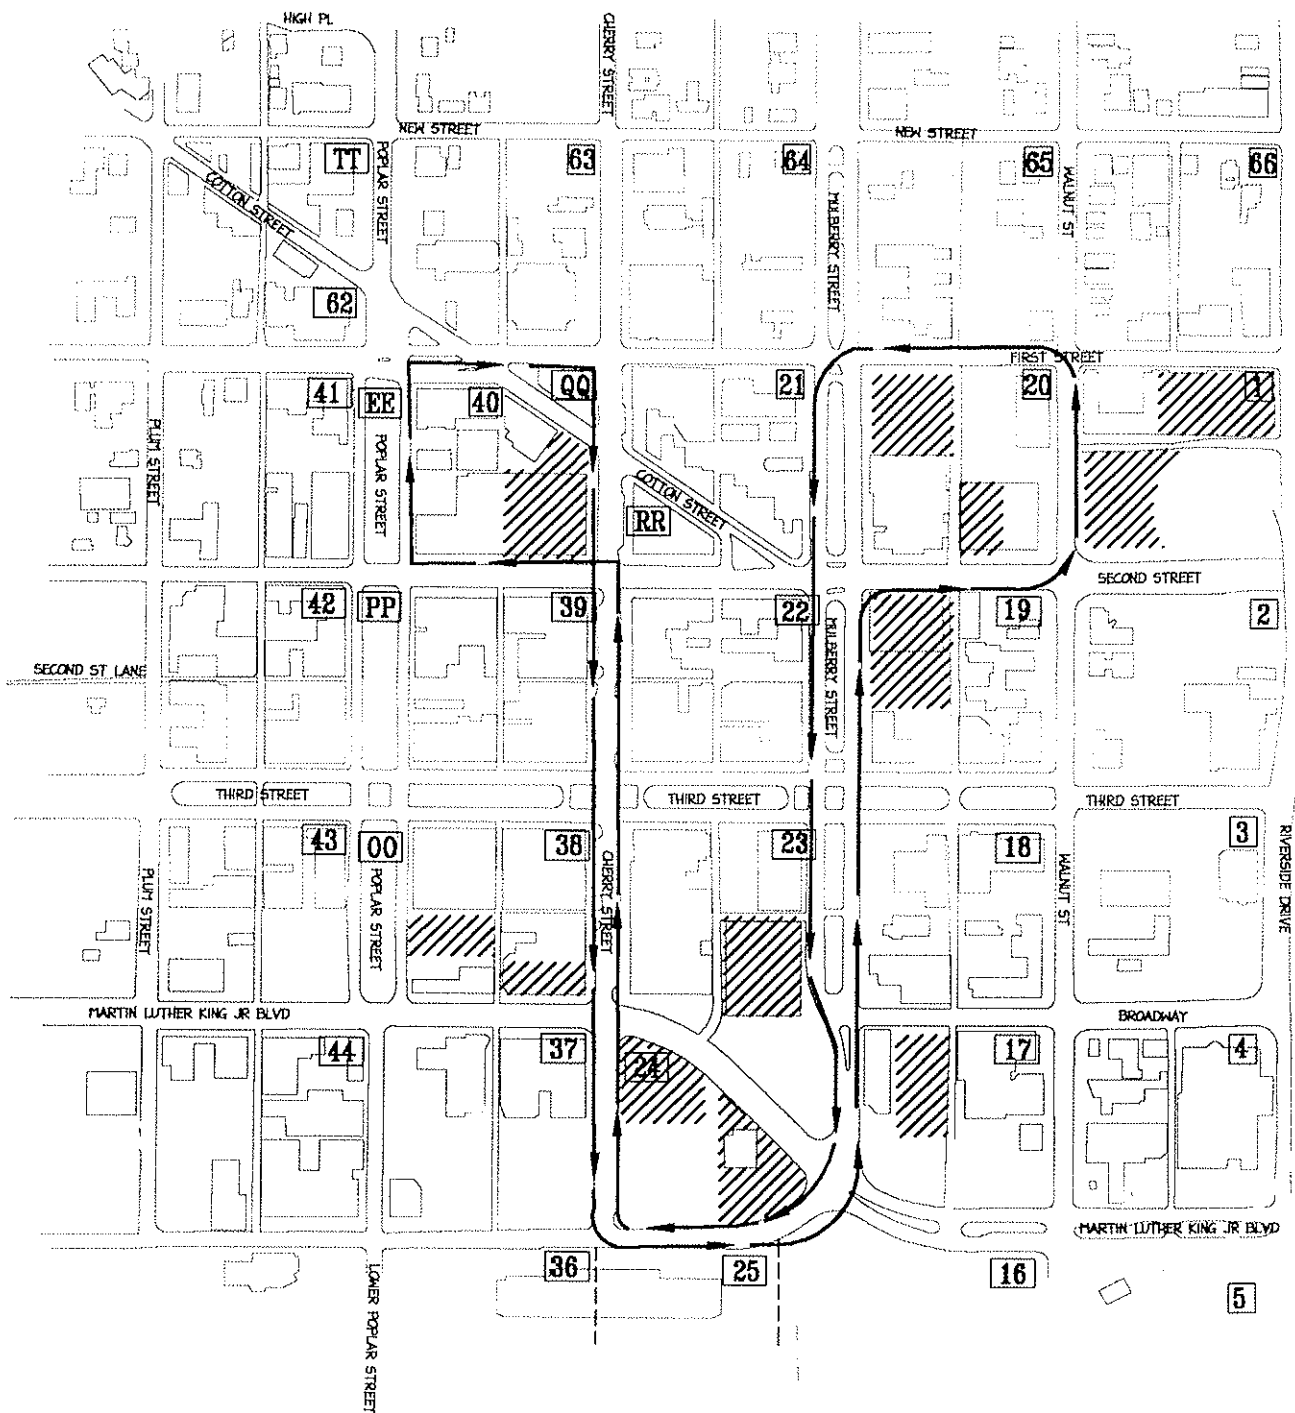 HIGH PL
CHERRY STREET
NEW STREET
NEW STREET
TT
63
64
65
66
POPLAR STREET
COTTON STREET
MULBERRY STREET
WALNUT ST
62
FIRST STREET
41
EE
40
QQ
21
20
1
PLUM STREET
POPLAR STREET
COTTON STREET
RR
SECOND STREET
42
PP
39
22
19
2
MULBERRY STREET
SECOND ST LANE
THIRD STREET
THIRD STREET
THIRD STREET
43
OO
38
23
18
3
PLUM STREET
POPLAR STREET
CHERRY STREET
WALNUT ST
RIVERSIDE DRIVE
MARTIN LUTHER KING JR BLVD
BROADWAY
44
37
24
17
4
MARTIN LUTHER KING JR BLVD
36
25
16
5
LOWER POPLAR STREET